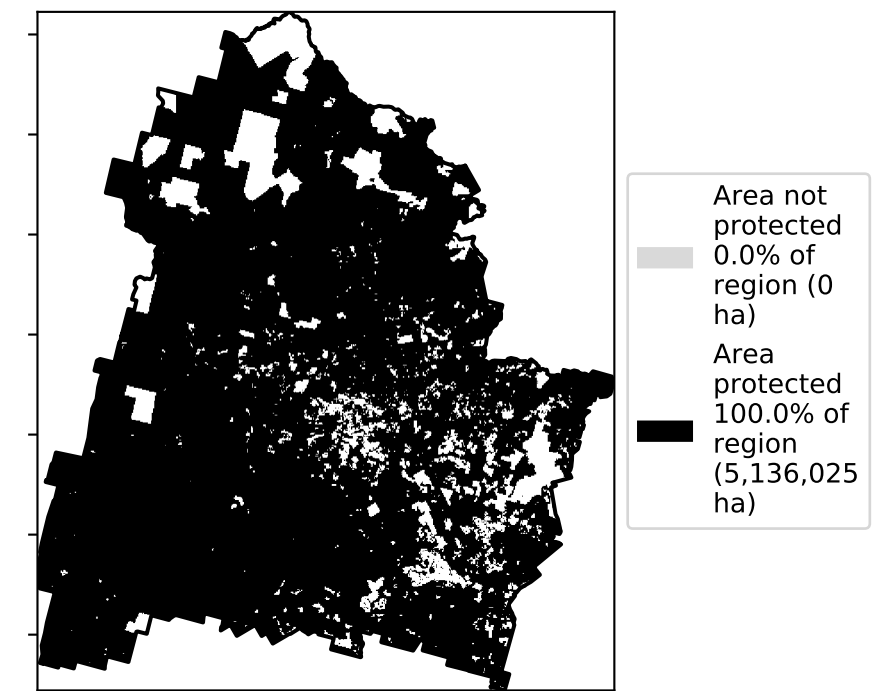 Area not
protected
0.0% of
region (0
ha)
Area
protected
100.0% of
region
(5,136,025
ha)